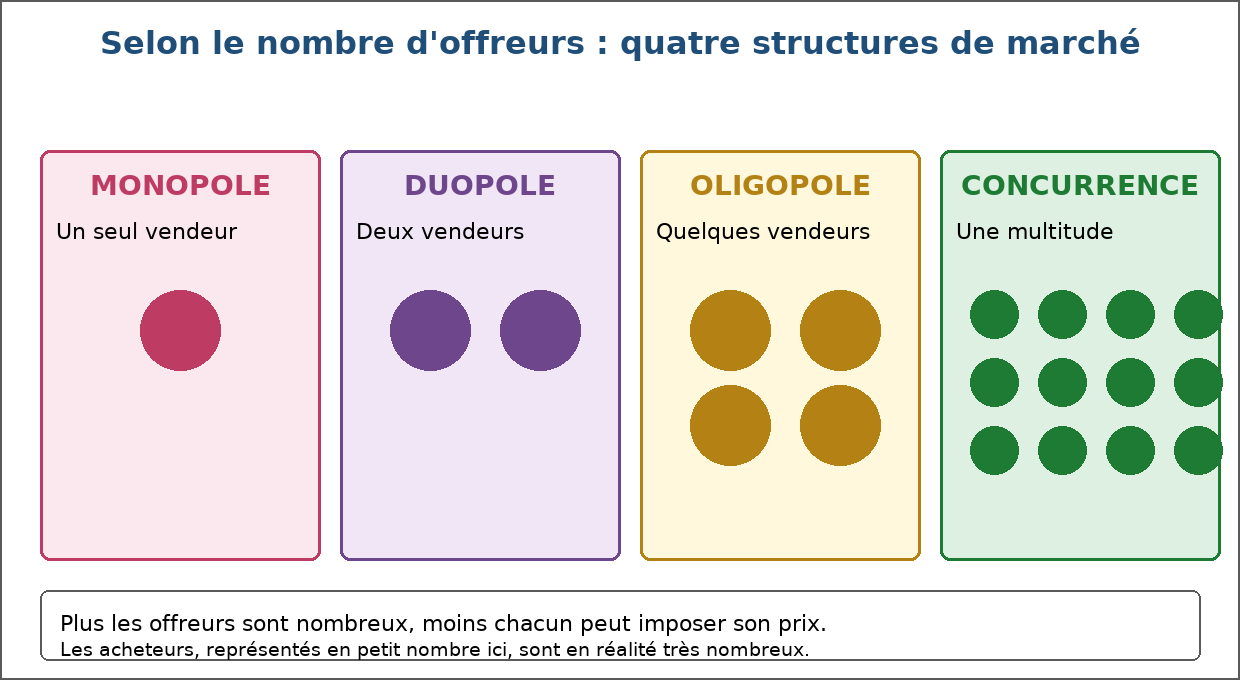 Selon le nombre d'offreurs : quatre structures de marché
MONOPOLE
Un seul vendeur
DUOPOLE
Deux vendeurs
OLIGOPOLE
Quelques vendeurs
CONCURRENCE
Une multitude
Plus les offreurs sont nombreux, moins chacun peut imposer son prix.
Les acheteurs, représentés en petit nombre ici, sont en réalité très nombreux.